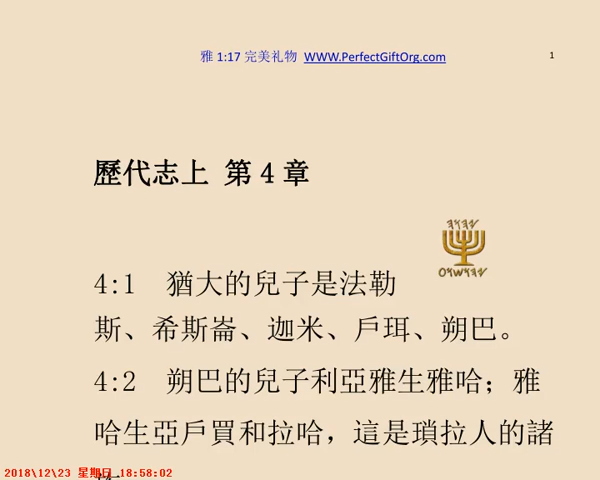 雅 1:17 完美礼物 WWW.PerfectGiftOrg.com 1
歷代志上 第 4 章
4:1 猶大的兒子是法勒
斯、希斯崙、迦米、戶珥、朔巴。
4:2 朔巴的兒子利亞雅生雅哈；雅
哈生亞戶買和拉哈，這是瑣拉人的諸
2018\12\23 星期日 18:58:02